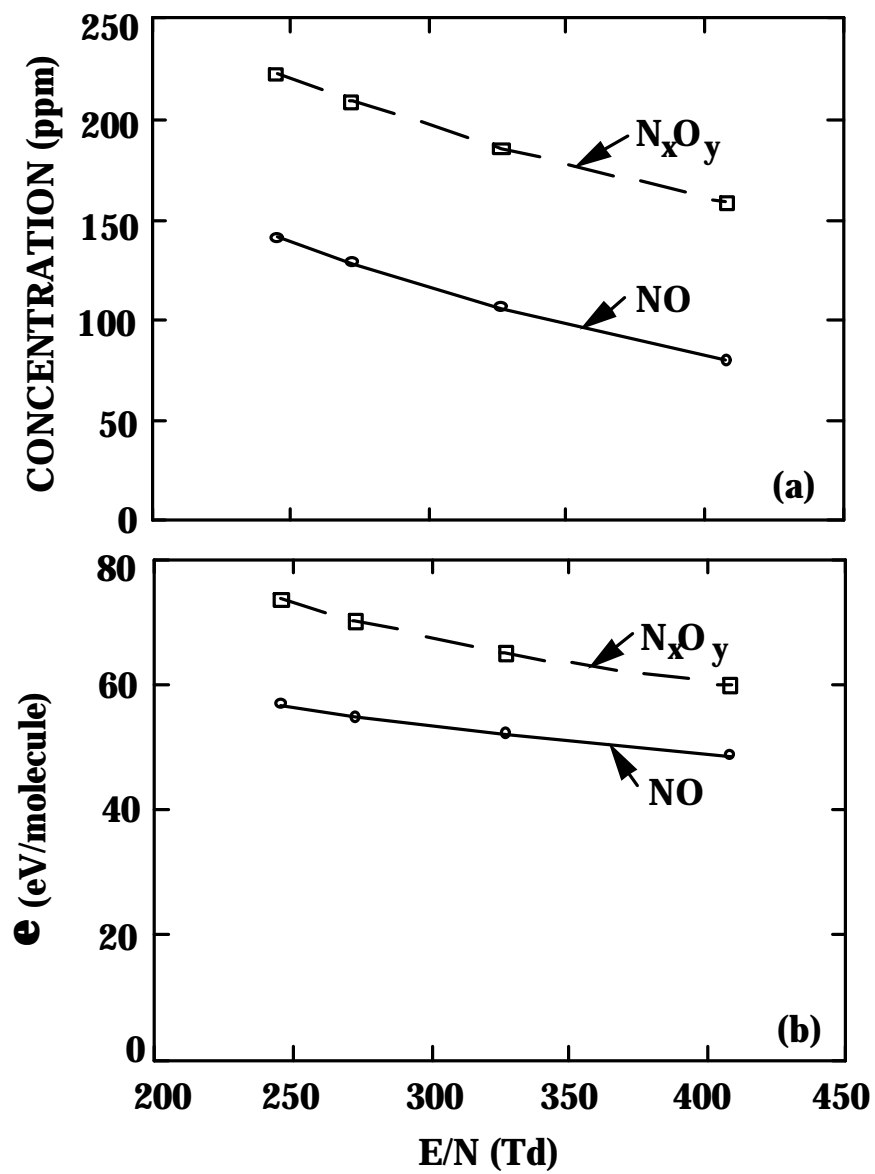 250
200
150
100
50
0
CONCENTRATION (ppm)
NxOy
NO
(a)
80
60
40
20
0
e (eV/molecule)
NxOy
NO
(b)
200 250 300 350 400 450
E/N (Td)